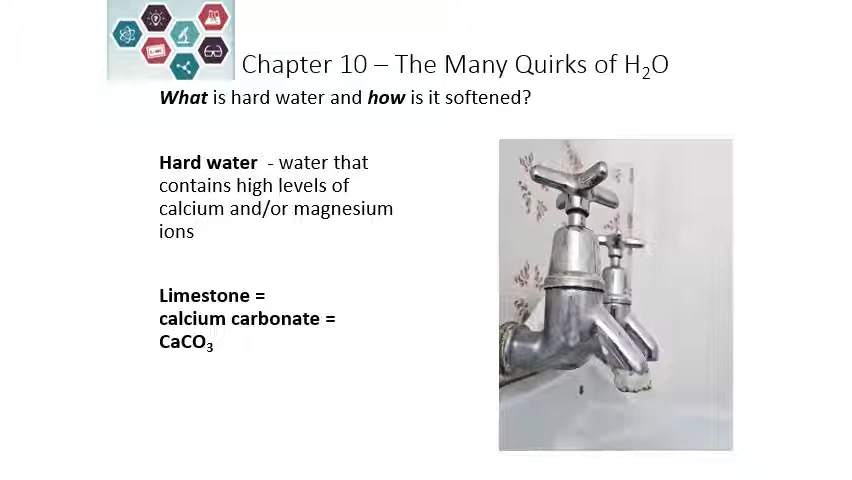 Chapter 10 – The Many Quirks of H₂O
What is hard water and how is it softened?
Hard water - water that
contains high levels of
calcium and/or magnesium
ions
Limestone =
calcium carbonate =
CaCO₃